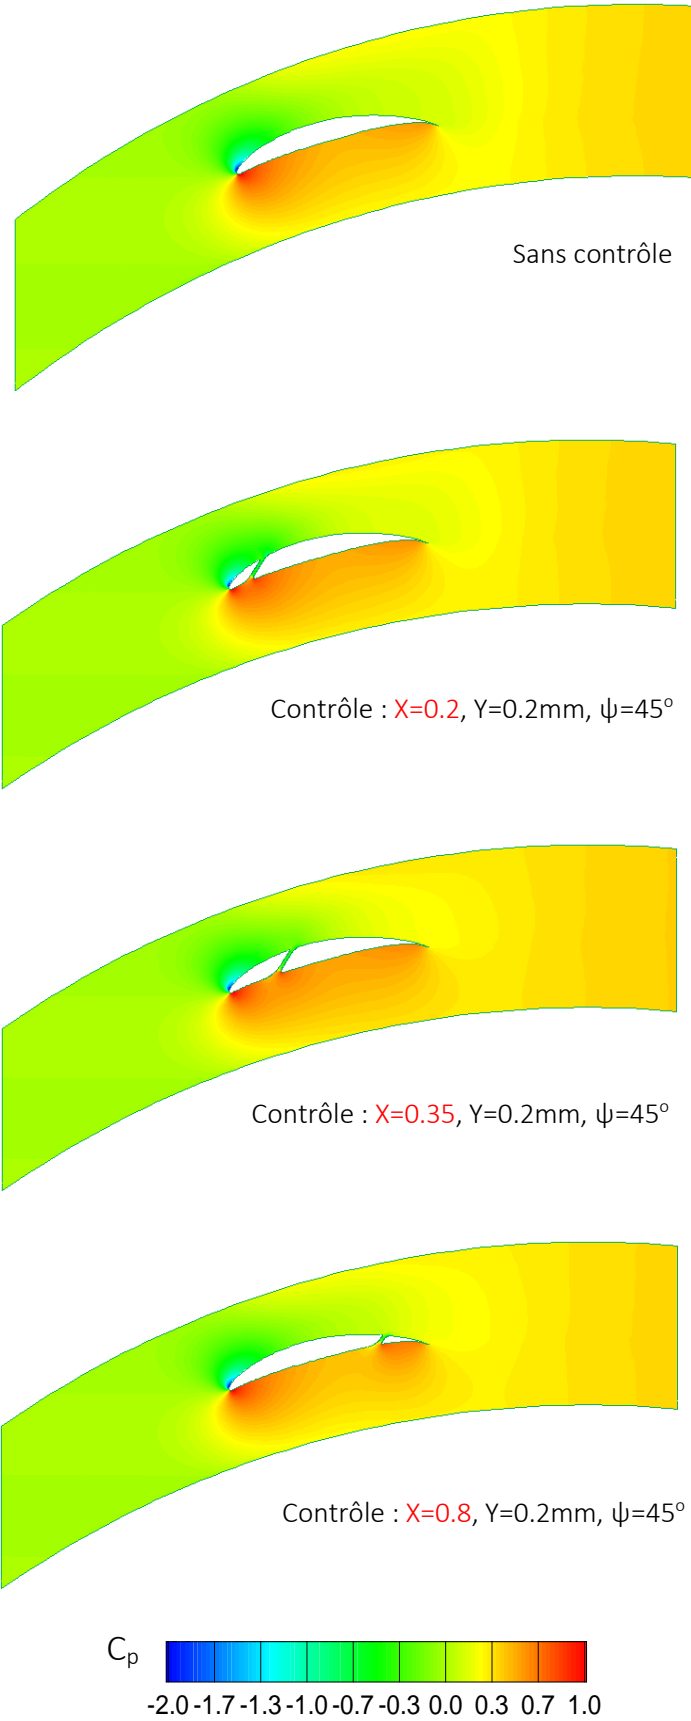 Sans contrôle
Contrôle : X=0.2, Y=0.2mm, ψ=45°
Contrôle : X=0.35, Y=0.2mm, ψ=45°
Contrôle : X=0.8, Y=0.2mm, ψ=45°
Cp
-2.0 -1.7 -1.3 -1.0 -0.7 -0.3 0.0 0.3 0.7 1.0